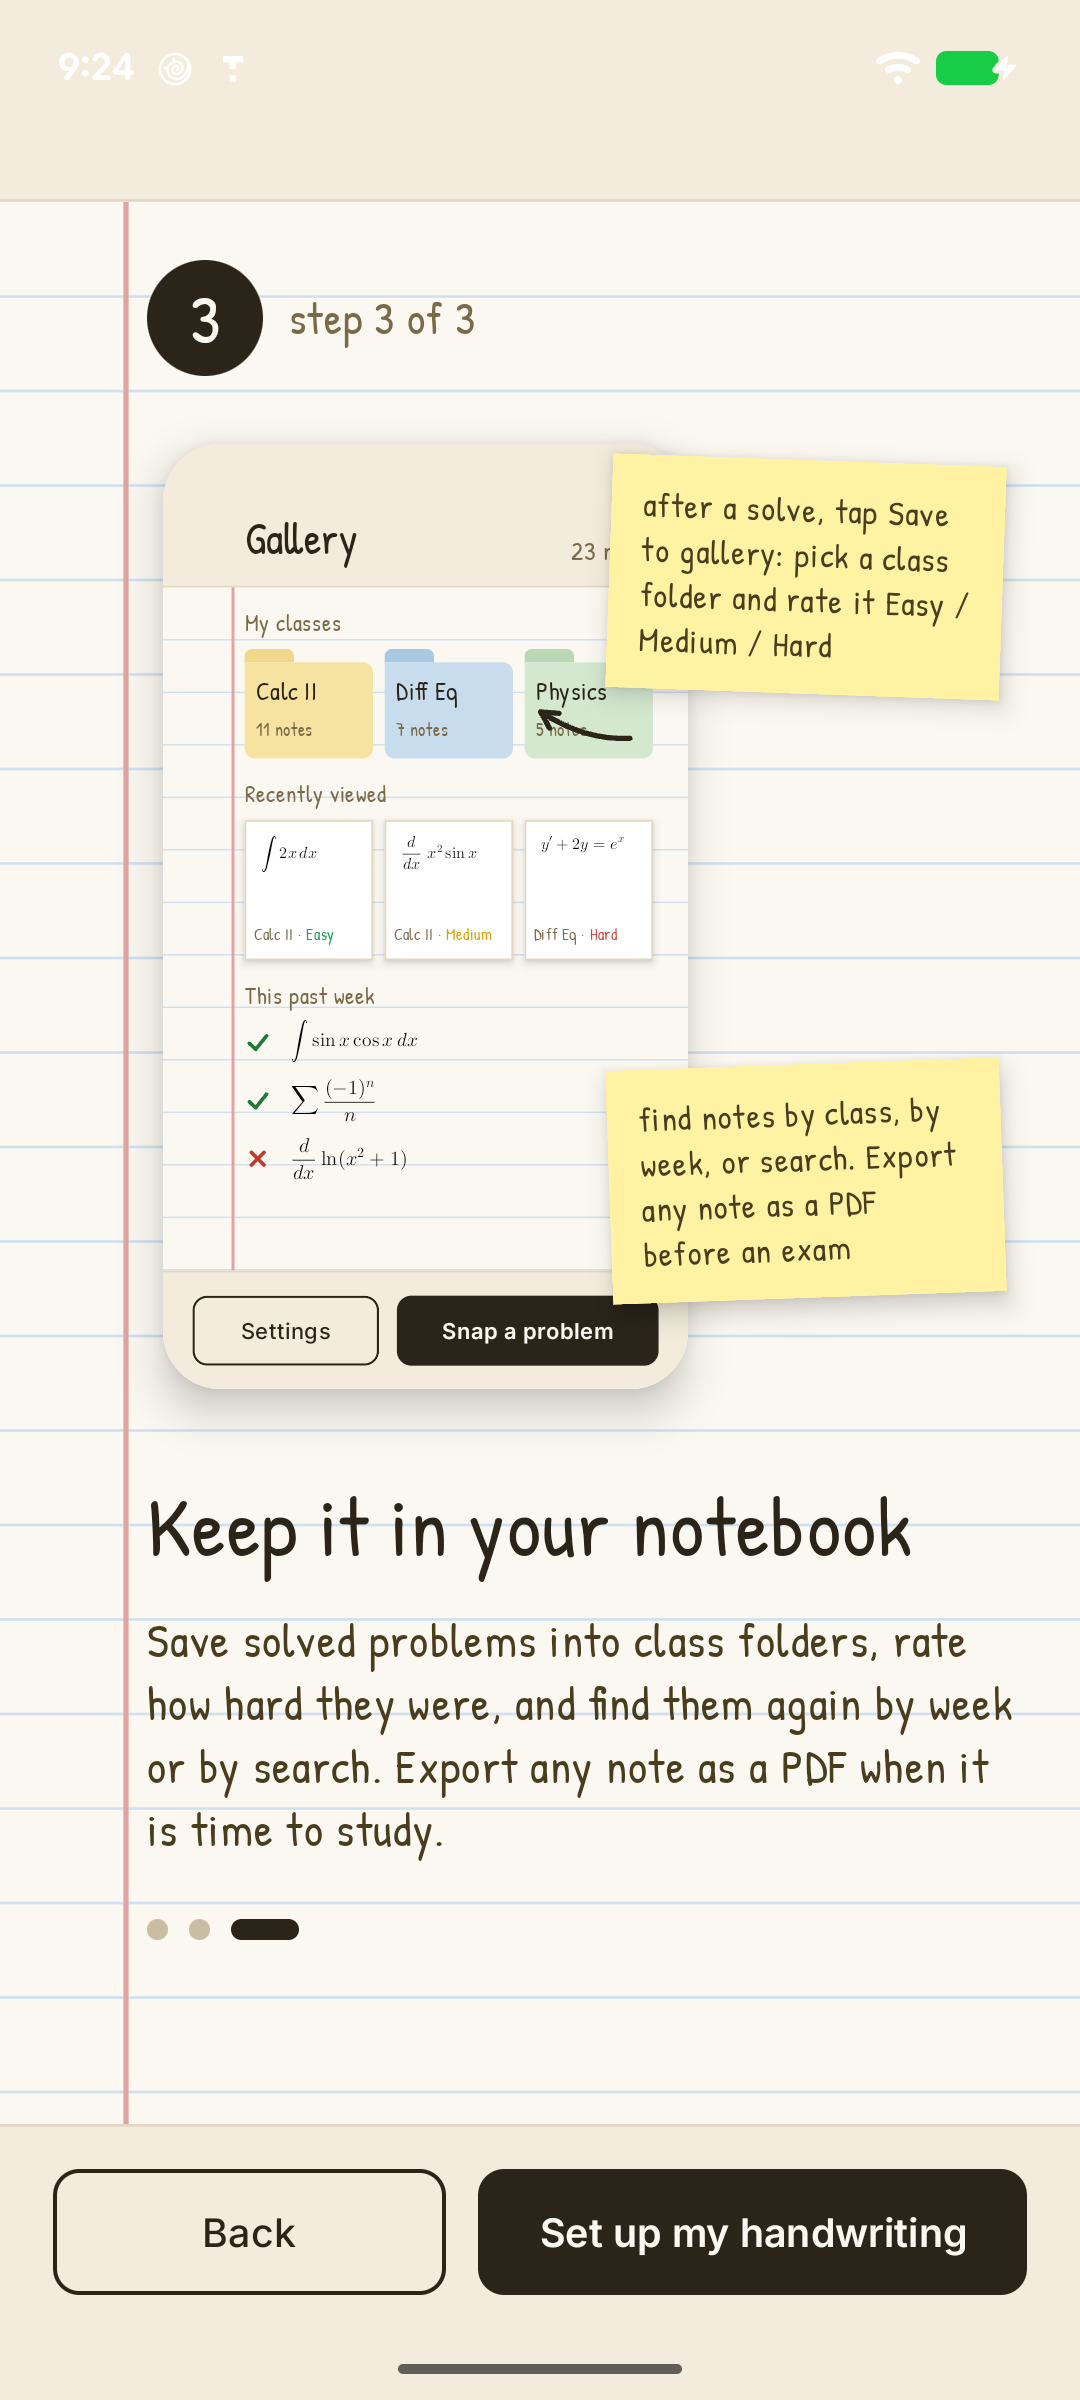 9:24
3
step 3 of 3
Gallery
23
after a solve, tap Save
to gallery: pick a class
folder and rate it Easy /
Medium / Hard
My classes
Calc II
Diff Eq
Physics
11 notes
7 notes
5 notes
Recently viewed
∫ 2x dx
d/dx x² sin x
y′ + 2y = eˣ
Calc II · Easy
Calc II · Medium
Diff Eq · Hard
This past week
∫ sin x cos x dx
∑ (−1)ⁿ/n
d/dx ln(x² + 1)
find notes by class, by
week, or search. Export
any note as a PDF
before an exam
Settings
Snap a problem
Keep it in your notebook
Save solved problems into class folders, rate
how hard they were, and find them again by week
or by search. Export any note as a PDF when it
is time to study.
Back
Set up my handwriting